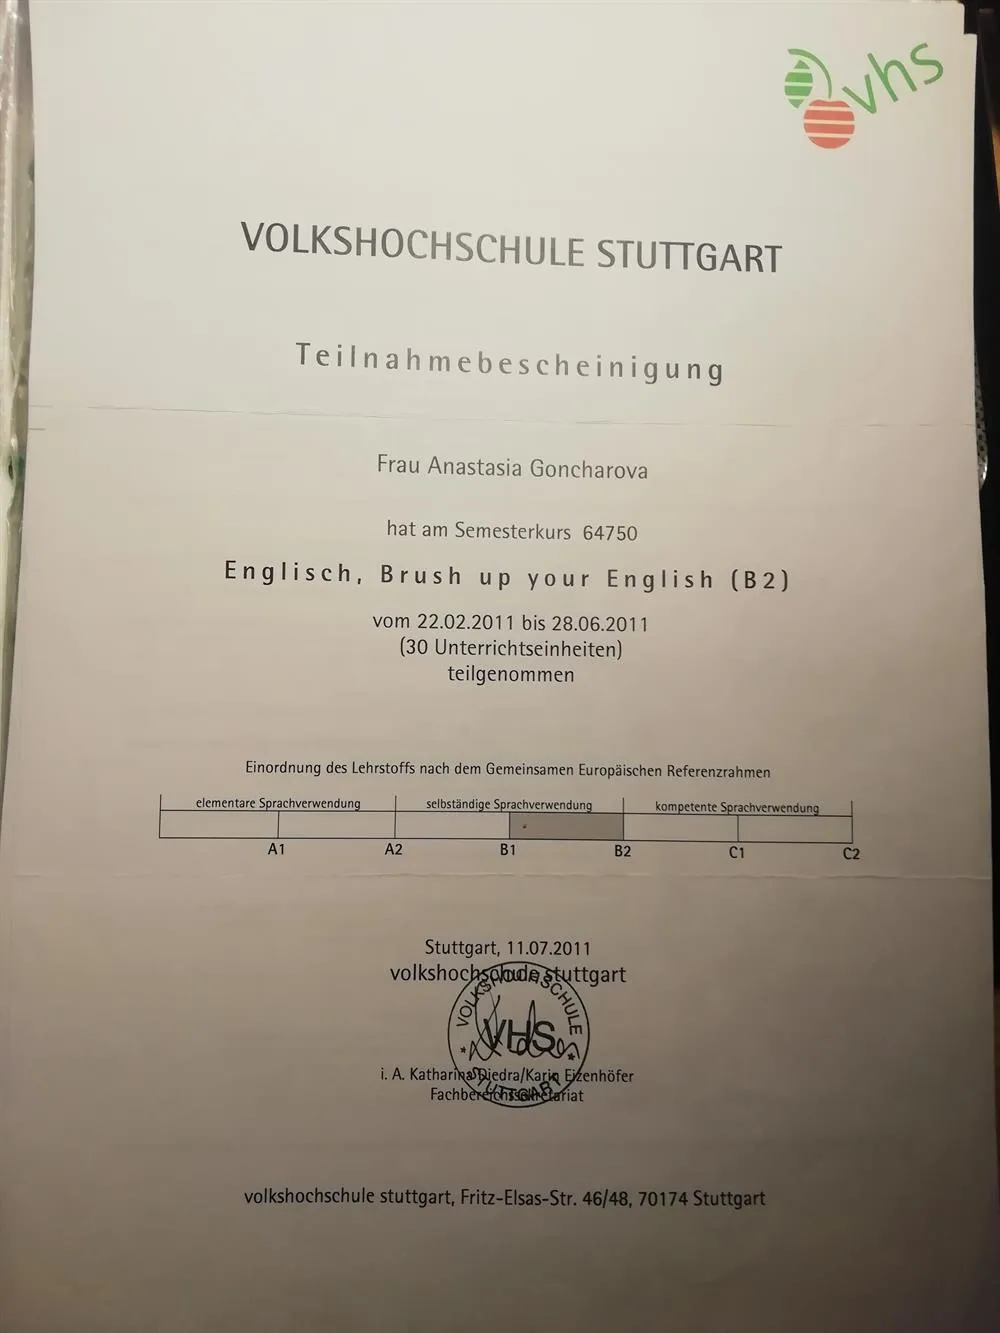 vhs
VOLKSHOCHSCHULE STUTTGART
Teilnahmebescheinigung
Frau Anastasia Goncharova
hat am Semesterkurs 64750
Englisch, Brush up your English (B2)
vom 22.02.2011 bis 28.06.2011
(30 Unterrichtseinheiten)
teilgenommen
Einordnung des Lehrstoffs nach dem Gemeinsamen Europäischen Referenzrahmen
elementare Sprachverwendung selbständige Sprachverwendung kompetente Sprachverwendung
A1 A2 B1 B2 C1 C2
Stuttgart, 11.07.2011
volkshochschule stuttgart
VOLKSHOCHSCHULE
VHS
STUTTGART
i. A. Katharina Diedra/Karin Eizenhöfer
Fachbereichssekretariat
volkshochschule stuttgart, Fritz-Elsas-Str. 46/48, 70174 Stuttgart